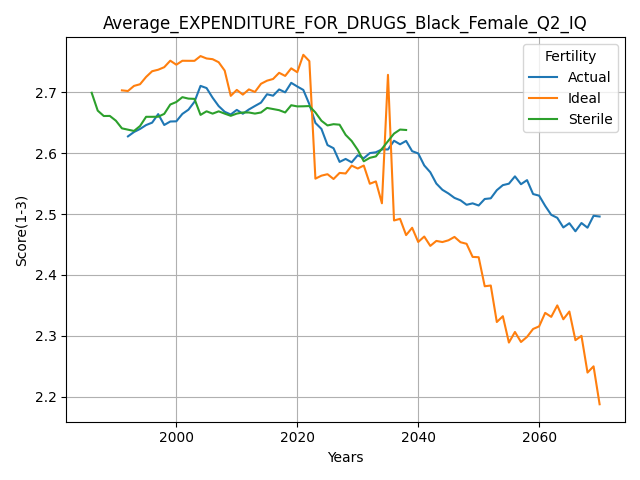 Average_EXPENDITURE_FOR_DRUGS_Black_Female_Q2_IQ
Fertility
Actual
Ideal
Sterile
Score(1-3)
2.7
2.6
2.5
2.4
2.3
2.2
2000
2020
2040
2060
Years